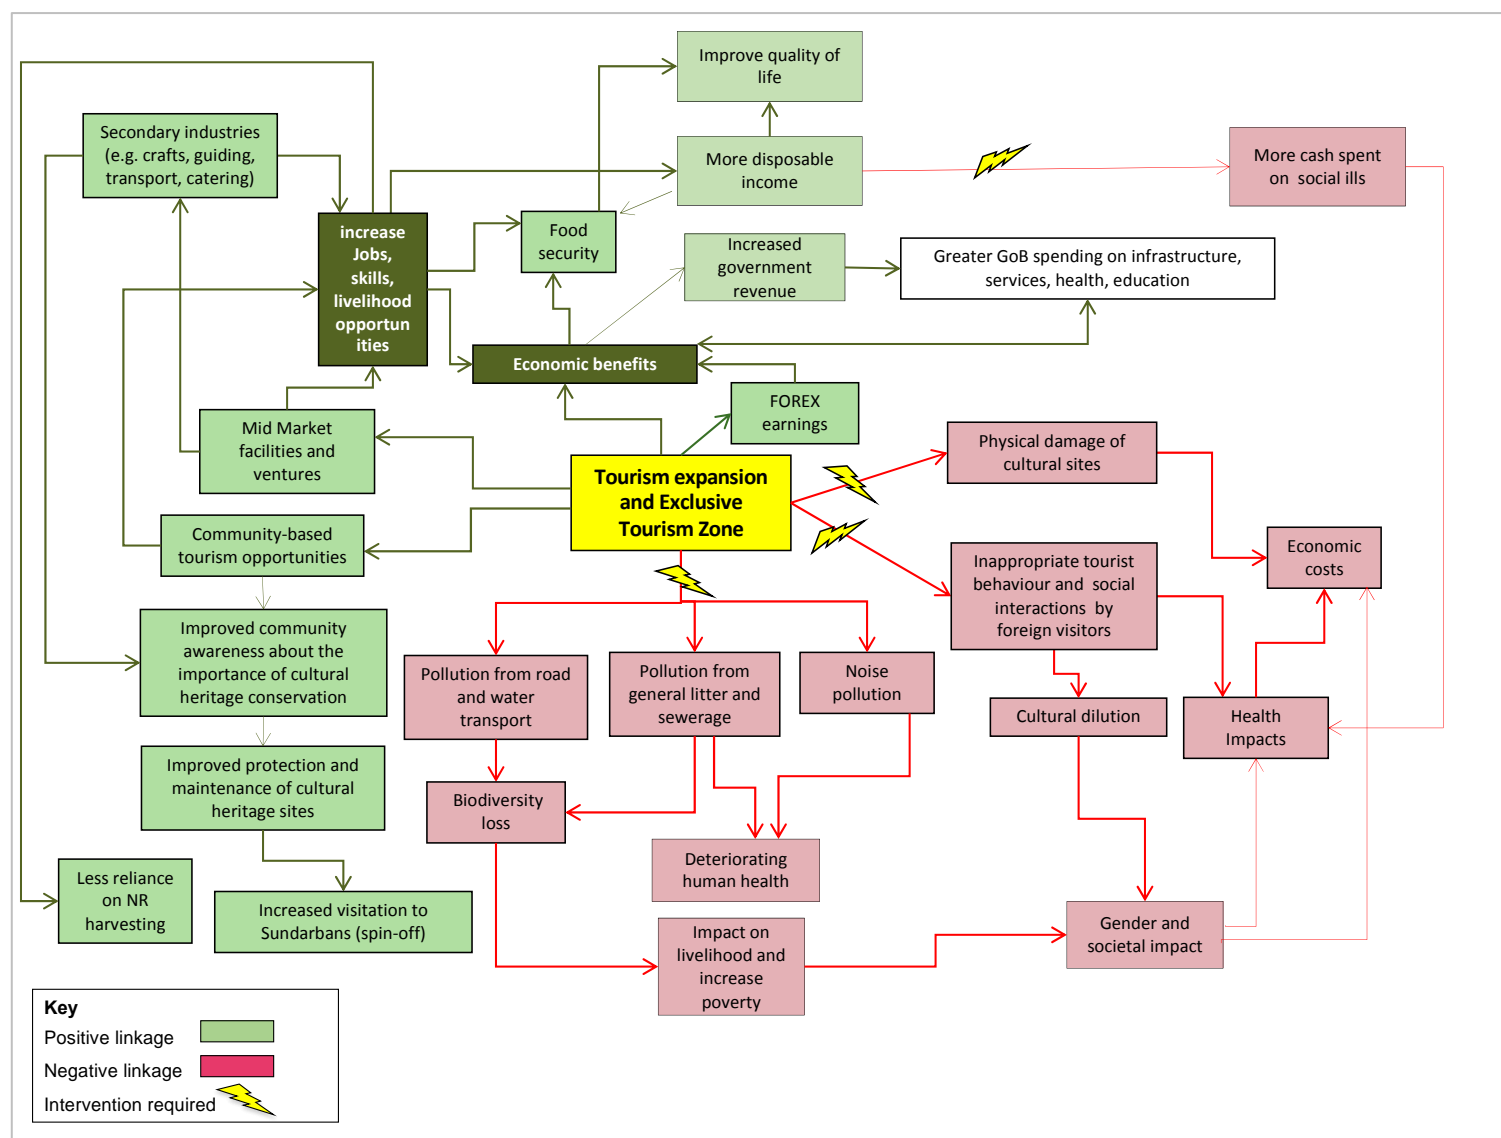 Improve quality of
life
Secondary industries
(e.g. crafts, guiding,
transport, catering)
More disposable
income
More cash spent
on social ills
increase
Jobs,
skills,
livelihood
opportun
ities
Food
security
Increased
government
revenue
Greater GoB spending on infrastructure,
services, health, education
Economic benefits
FOREX
earnings
Mid Market
facilities and
ventures
Physical damage of
cultural sites
Tourism expansion
and Exclusive
Tourism Zone
Community-based
tourism opportunities
Economic
costs
Inappropriate tourist
behaviour and social
interactions by
foreign visitors
Improved community
awareness about the
importance of cultural
heritage conservation
Pollution from road
and water
transport
Pollution from
general litter and
sewerage
Noise
pollution
Cultural dilution
Health
Impacts
Improved protection and
maintenance of cultural
heritage sites
Biodiversity
loss
Deteriorating
human health
Less reliance
on NR
harvesting
Increased visitation to
Sundarbans (spin-off)
Impact on
livelihood and
increase
poverty
Gender and
societal impact
Key
Positive linkage
Negative linkage
Intervention required